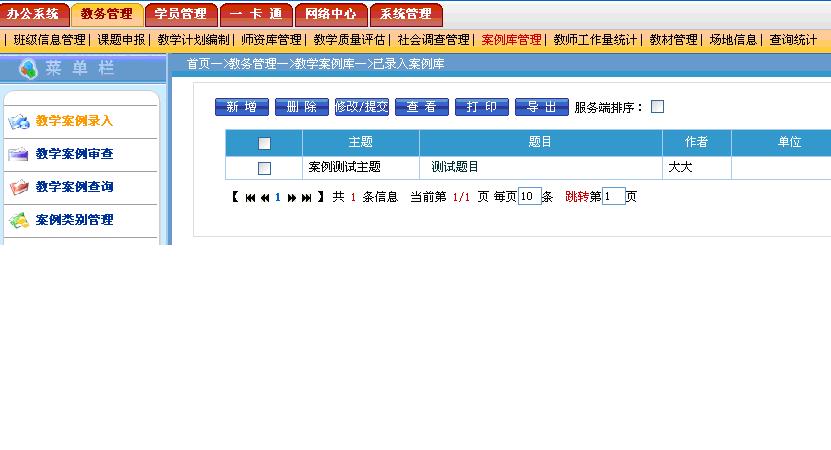 办公系统 教务管理 学员管理 一 卡 通 网络中心 系统管理
| 班级信息管理 | 课题申报 | 教学计划编制 | 师资库管理 | 教学质量评估 | 社会调查管理 | 案例库管理 | 教师工作量统计 | 教材管理 | 场地信息 | 查询统计
菜 单 栏
首页—>教务管理—>教学案例库—>已录入案例库
教学案例录入
教学案例审查
教学案例查询
案例类别管理
新 增 删 除 修改/提交 查 看 打 印 导 出 服务端排序：
主题 题目 作者 单位
案例测试主题 测试题目 大大
【 1 】 共 1 条信息 当前第 1/1 页 每页 10 条 跳转第 1 页